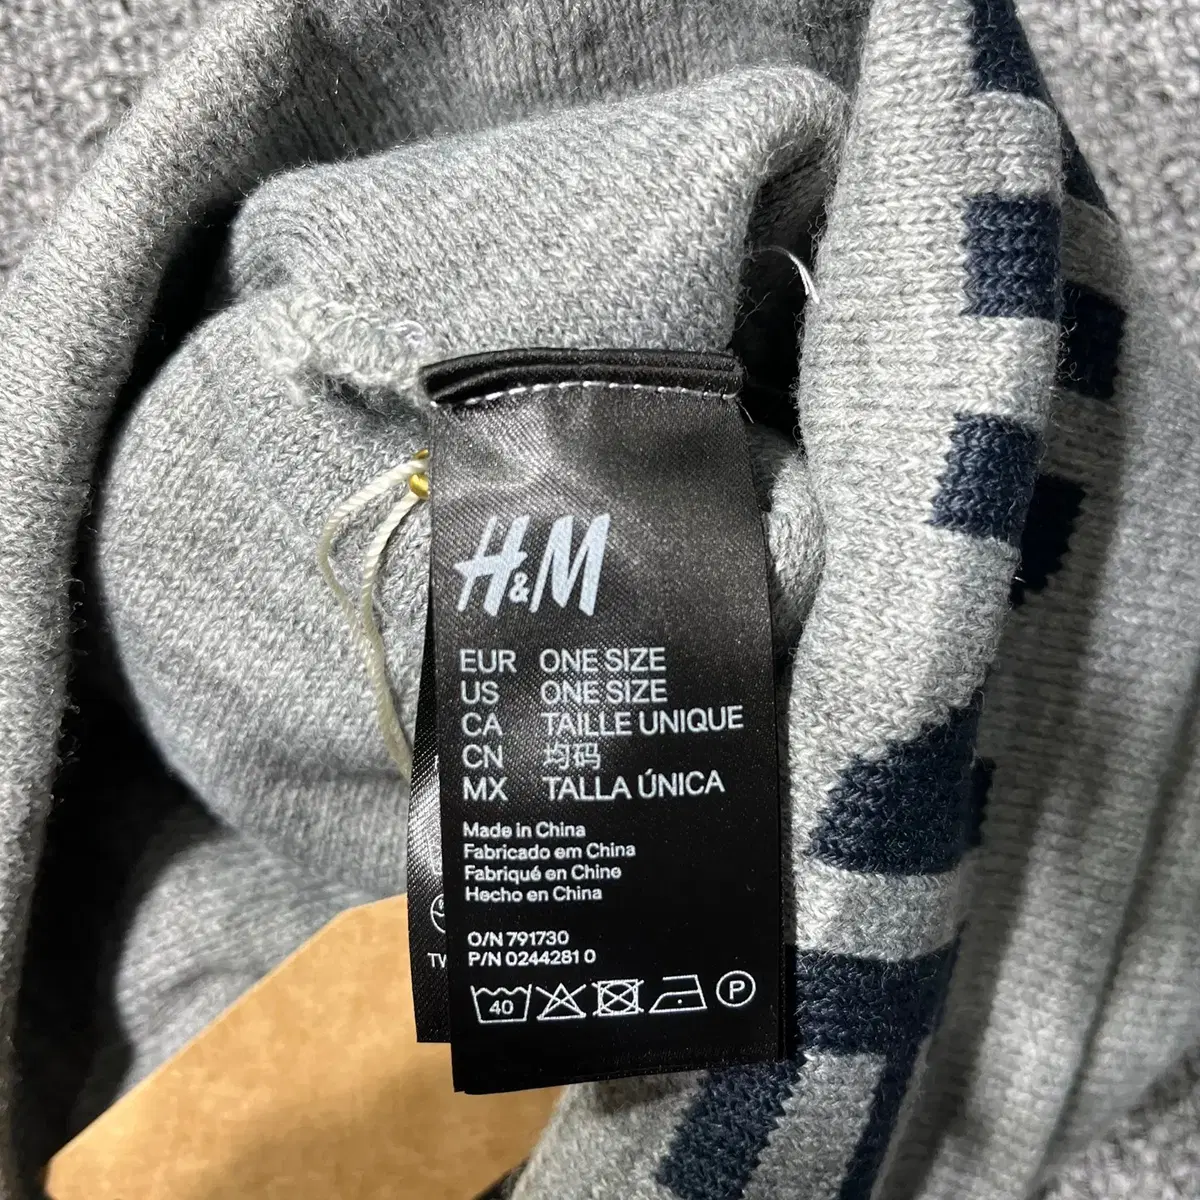 H&M
EUR ONE SIZE
US ONE SIZE
CA TAILLE UNIQUE
CN 均码
MX TALLA ÚNICA
Made in China
Fabricado em China
Fabriqué en Chine
Hecho en China
O/N 791730
P/N 0244281 0
40
P